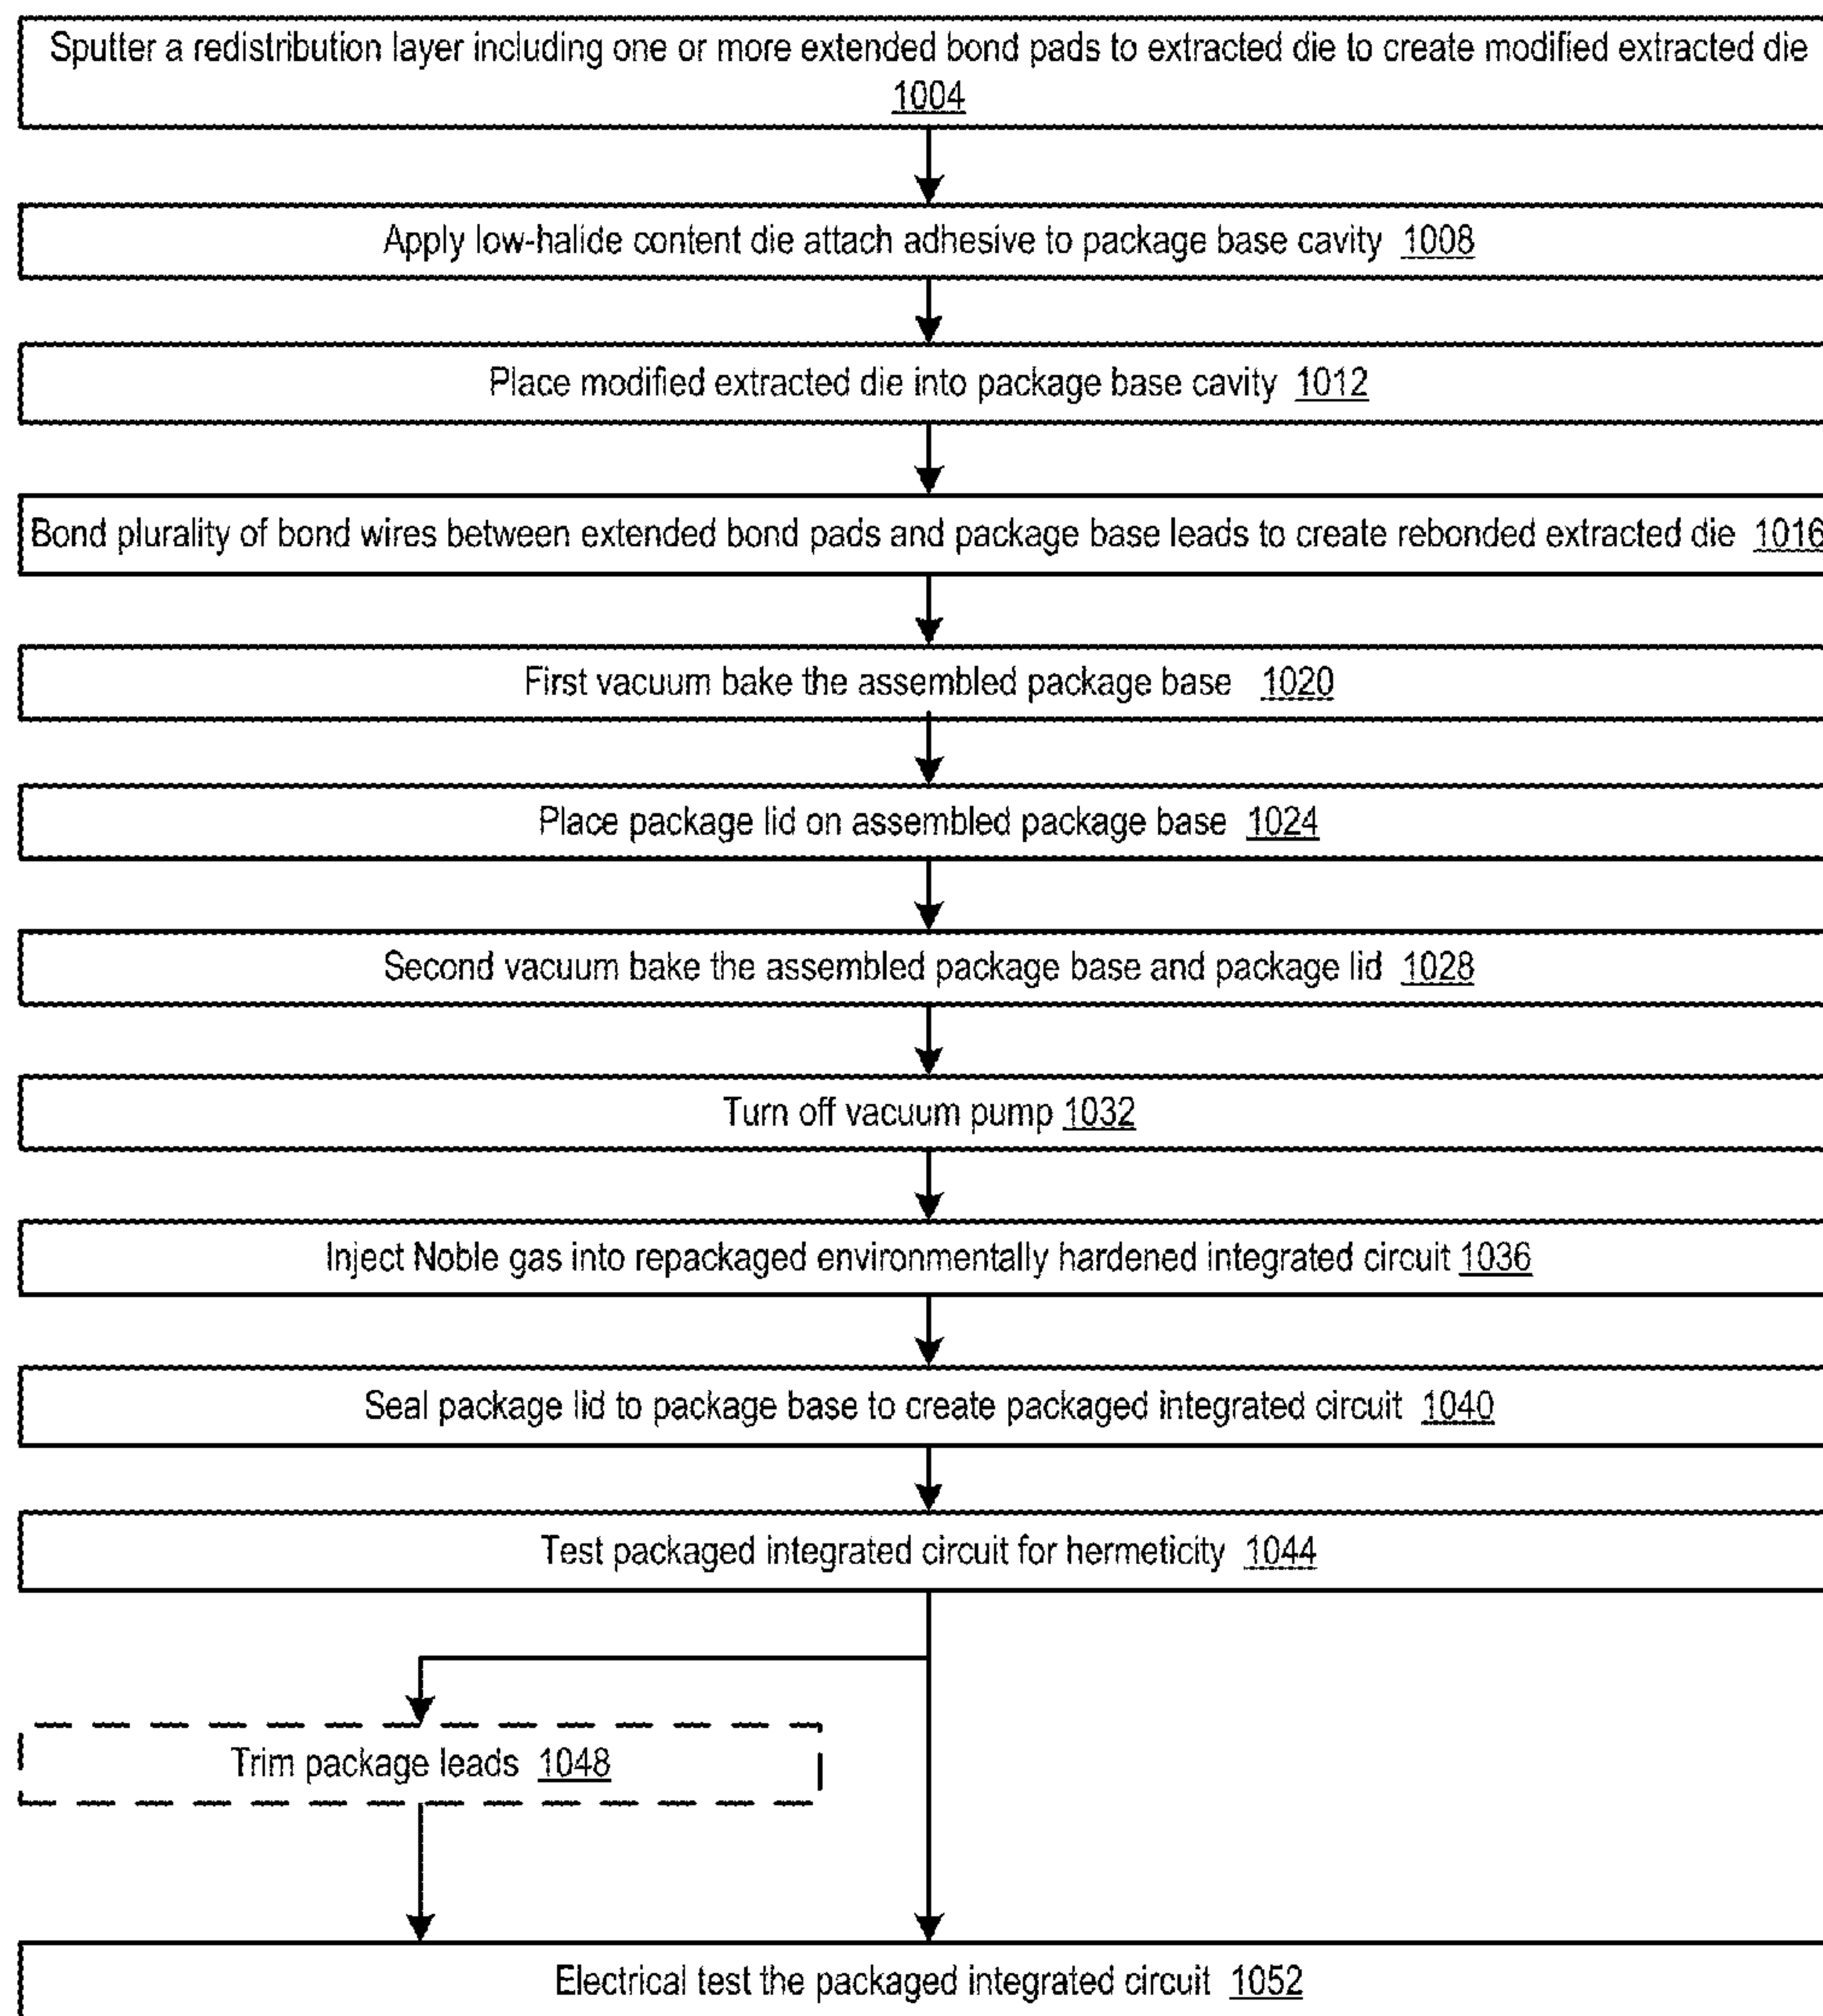 Sputter a redistribution layer including one or more extended bond pads to extracted die to create modified extracted die
1004
Apply low-halide content die attach adhesive to package base cavity 1008
Place modified extracted die into package base cavity 1012
Bond plurality of bond wires between extended bond pads and package base leads to create rebonded extracted die 1016
First vacuum bake the assembled package base 1020
Place package lid on assembled package base 1024
Second vacuum bake the assembled package base and package lid 1028
Turn off vacuum pump 1032
Inject Noble gas into repackaged environmentally hardened integrated circuit 1036
Seal package lid to package base to create packaged integrated circuit 1040
Test packaged integrated circuit for hermeticity 1044
Trim package leads 1048
Electrical test the packaged integrated circuit 1052